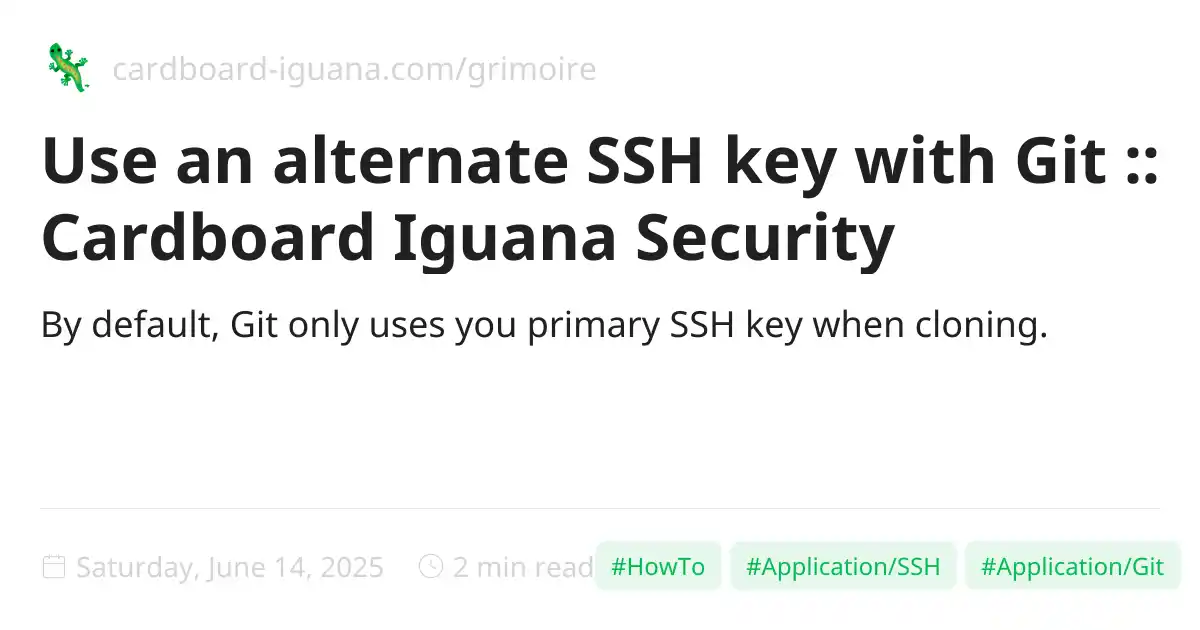 cardboard-iguana.com/grimoire
Use an alternate SSH key with Git ::
Cardboard Iguana Security
By default, Git only uses you primary SSH key when cloning.
Saturday, June 14, 2025 2 min read #HowTo #Application/SSH #Application/Git